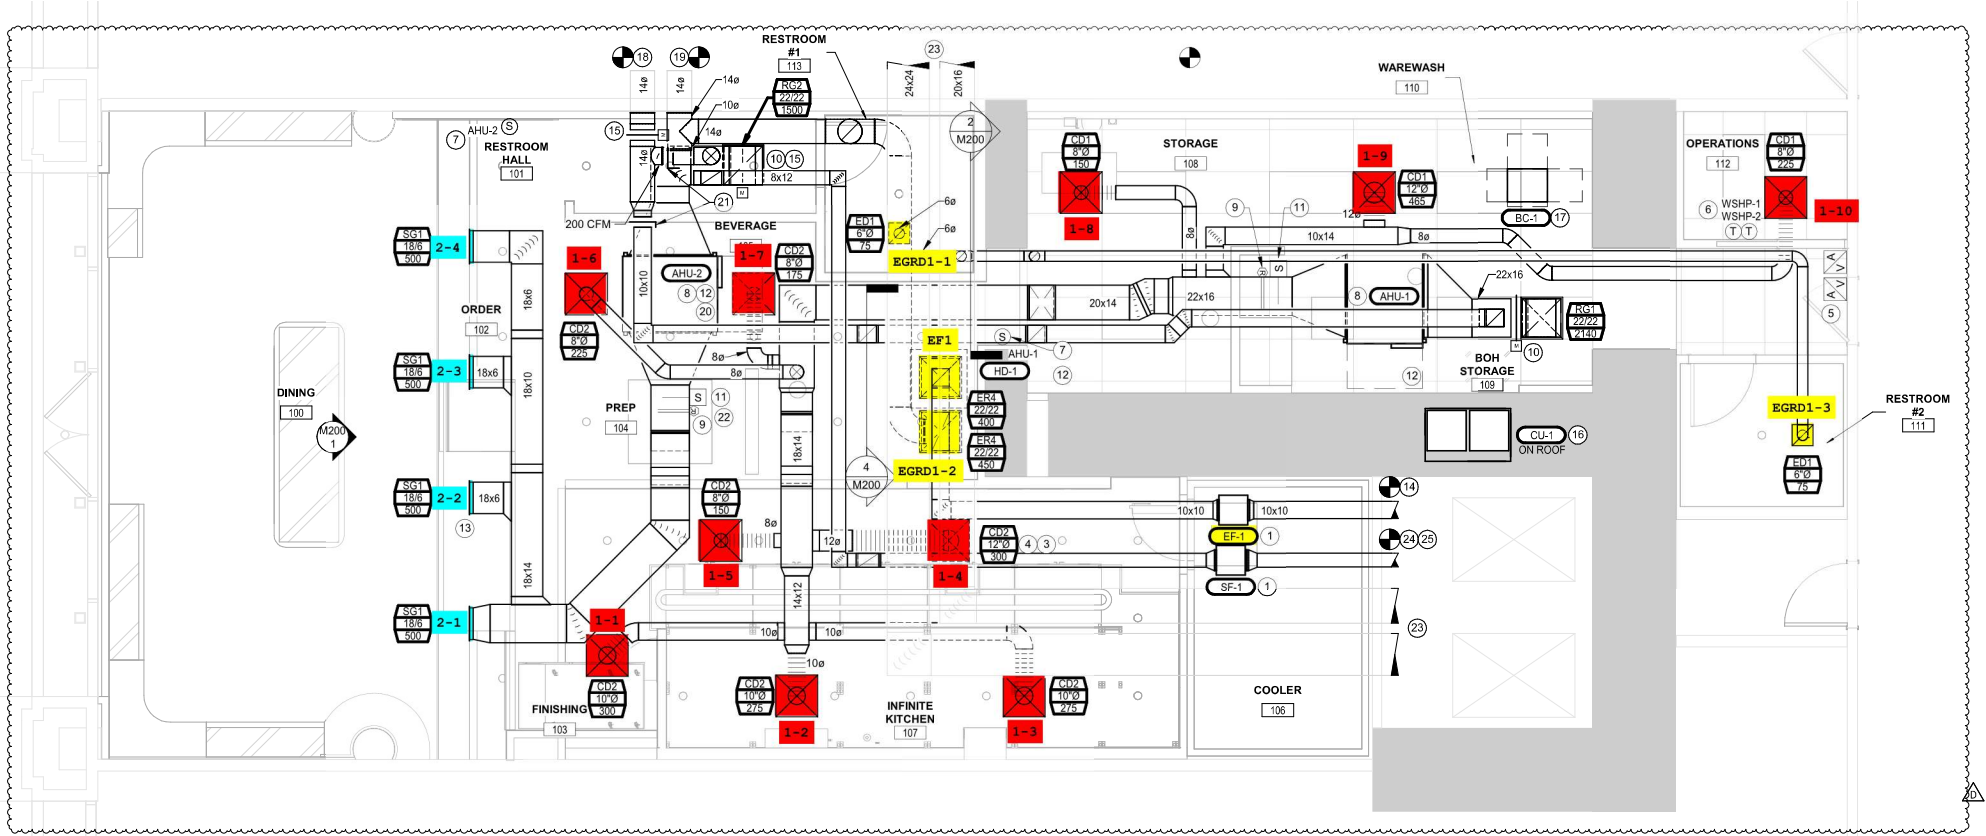 RESTROOM
#1
113
23
18
19
14ø
14ø
14ø
10ø
24x24
20x16
WAREWASH
110
RG2
22/22
1500
2
M200
15
M
14ø
7
AHU-2
S
RESTROOM
HALL
101
14ø
10
15
8x12
M
21
200 CFM
CD1
8"Ø
150
STORAGE
108
1-9
CD1
12"Ø
465
OPERATIONS
112
CD1
8"Ø
225
1-8
12ø
BC-1
17
6
WSHP-1
WSHP-2
T
T
1-10
SG1
18/6
500
2-4
BEVERAGE
105
ED1
6"Ø
75
6ø
6ø
EGRD1-1
9
11
8ø
10x14
8ø
R
S
A
V
A
V
5
1-6
1-7
CD2
8"Ø
175
AHU-2
8
12
20
10x10
18x6
20x14
22x16
8
AHU-1
22x16
RG1
22/22
2140
M
10
ORDER
102
CD2
8"Ø
225
EF1
S
7
AHU-1
HD-1
12
12
BOH
STORAGE
109
SG1
18/6
500
2-3
18x6
18x10
8ø
8ø
DINING
100
M200
1
PREP
104
S
11
R
9
22
ER4
22/22
400
ER4
22/22
450
EGRD1-2
4
M200
18x14
CU-1
16
ON ROOF
EGRD1-3
RESTROOM
#2
111
ED1
6"Ø
75
SG1
18/6
500
2-2
18x6
13
CD2
8"Ø
150
8ø
1-5
12ø
CD2
12"Ø
300
4
3
1-4
10x10
10x10
14
EF-1
1
24
25
SF-1
1
18x14
14x12
SG1
18/6
500
2-1
1-1
10ø
10ø
10ø
23
FINISHING
103
CD2
10"Ø
300
CD2
10"Ø
275
1-2
INFINITE
KITCHEN
107
CD2
10"Ø
275
1-3
COOLER
106
D